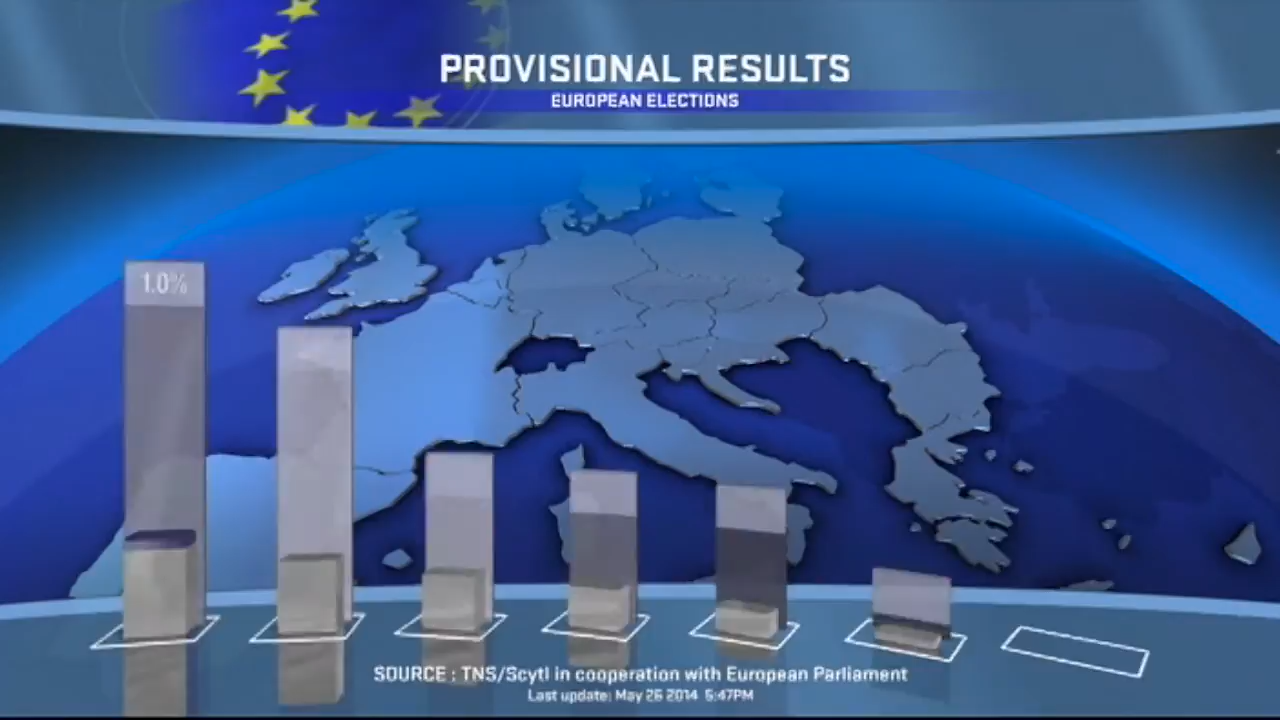 PROVISIONAL RESULTS
EUROPEAN ELECTIONS
1.0%
SOURCE : TNS/Scytl in cooperation with European Parliament
Last update: May 26 2014 5:47PM